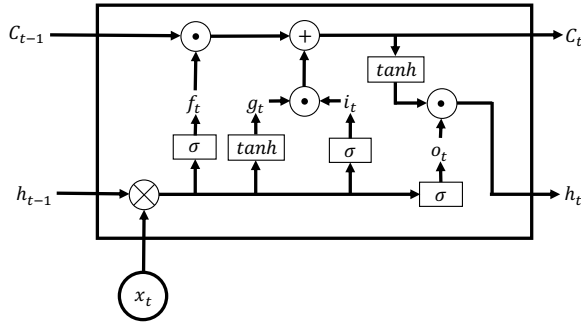 C_{t-1} + C_t
tanh
f_t g_t i_t
σ tanh σ o_t
h_{t-1} σ h_t
x_t